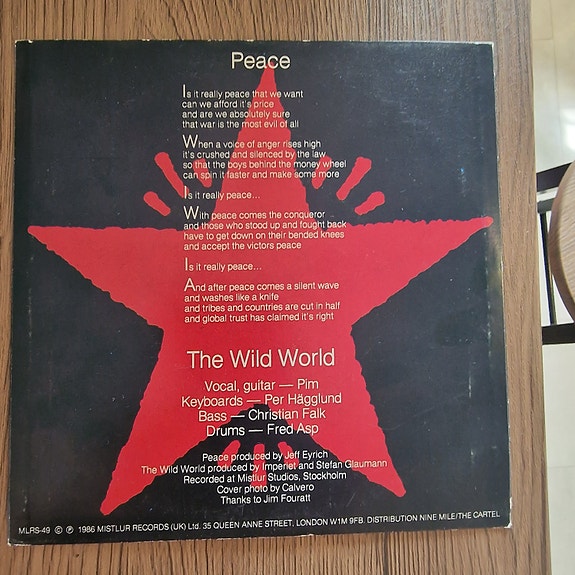 Peace
Is it really peace that we want
can we afford it's price
and are we absolutely sure
that war is the most evil of all
When a voice of anger rises high
it's crushed and silenced by the law
so that the boys behind the money wheel
can spin it faster and make some more
Is it really peace...
With peace comes the conqueror
and those who stood up and fought back
have to get down on their bended knees
and accept the victors peace
Is it really peace...
And after peace comes a silent wave
and washes like a knife
and tribes and countries are cut in half
and global trust has claimed it's right
The Wild World
Vocal, guitar — Pim
Keyboards — Per Hägglund
Bass — Christian Falk
Drums — Fred Asp
Peace produced by Jeff Eyrich
The Wild World produced by Imperiet and Stefan Glaumann
Recorded at Mistlur Studios, Stockholm
Cover photo by Calvero
Thanks to Jim Fouratt
MLRS-49 © ℗ 1986 MISTLUR RECORDS (UK) Ltd. 35 QUEEN ANNE STREET, LONDON W1M 9FB. DISTRIBUTION NINE MILE/THE CARTEL